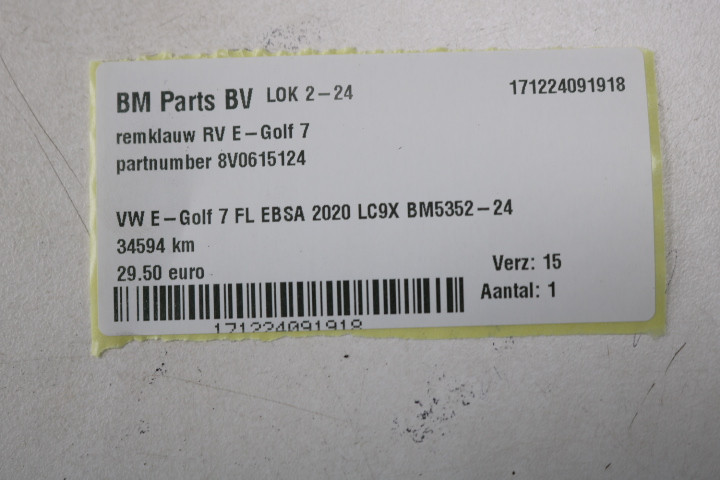 BM Parts BV LOK 2-24 171224091918
remklauw RV E-Golf 7
partnumber 8V0615124
VW E-Golf 7 FL EBSA 2020 LC9X BM5352-24
34594 km
29.50 euro
Verz: 15
Aantal: 1
171224091918